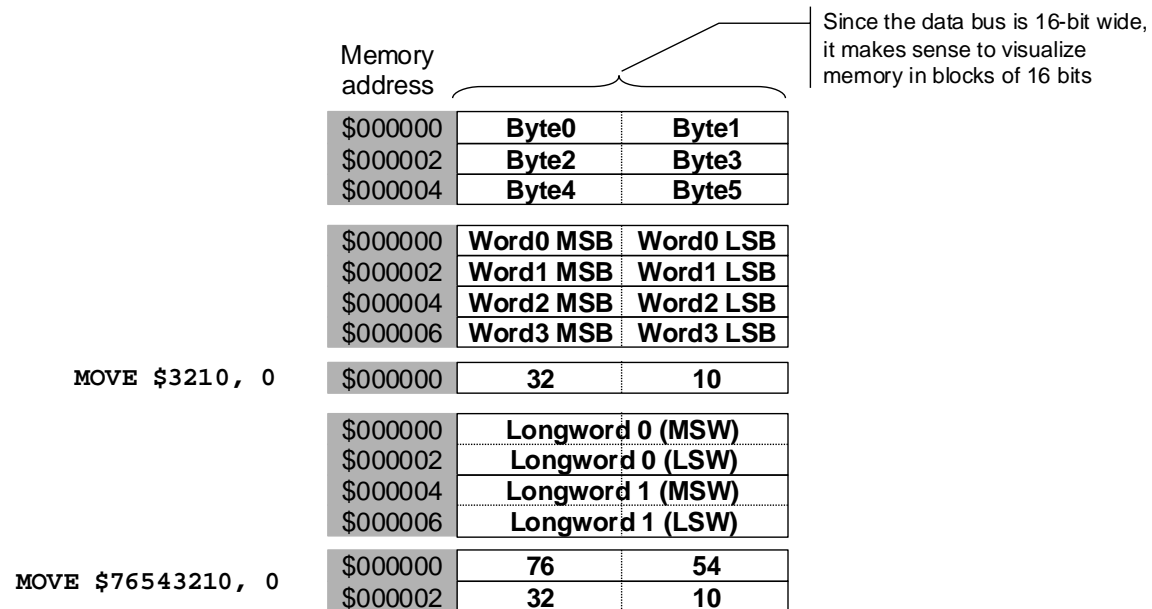 Since the data bus is 16-bit wide,
it makes sense to visualize
memory in blocks of 16 bits
Memory
address
$000000 Byte0 Byte1
$000002 Byte2 Byte3
$000004 Byte4 Byte5
$000000 Word0 MSB Word0 LSB
$000002 Word1 MSB Word1 LSB
$000004 Word2 MSB Word2 LSB
$000006 Word3 MSB Word3 LSB
MOVE $3210, 0 $000000 32 10
$000000 Longword 0 (MSW)
$000002 Longword 0 (LSW)
$000004 Longword 1 (MSW)
$000006 Longword 1 (LSW)
MOVE $76543210, 0 $000000 76 54
$000002 32 10